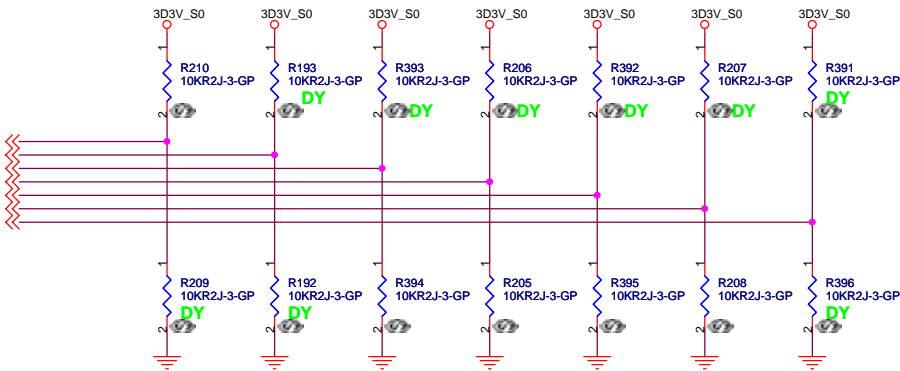 3D3V_S0 3D3V_S0 3D3V_S0 3D3V_S0 3D3V_S0 3D3V_S0 3D3V_S0
1 1 1 1 1 1 1
R210 R193 R393 R206 R392 R207 R391
10KR2J-3-GP 10KR2J-3-GP 10KR2J-3-GP 10KR2J-3-GP 10KR2J-3-GP 10KR2J-3-GP 10KR2J-3-GP
DY DY
2 2 2 DY 2 DY 2 DY 2 DY 2
1 1 1 1 1 1 1
R209 R192 R394 R205 R395 R208 R396
10KR2J-3-GP 10KR2J-3-GP 10KR2J-3-GP 10KR2J-3-GP 10KR2J-3-GP 10KR2J-3-GP 10KR2J-3-GP
DY DY DY
2 2 2 2 2 2 2